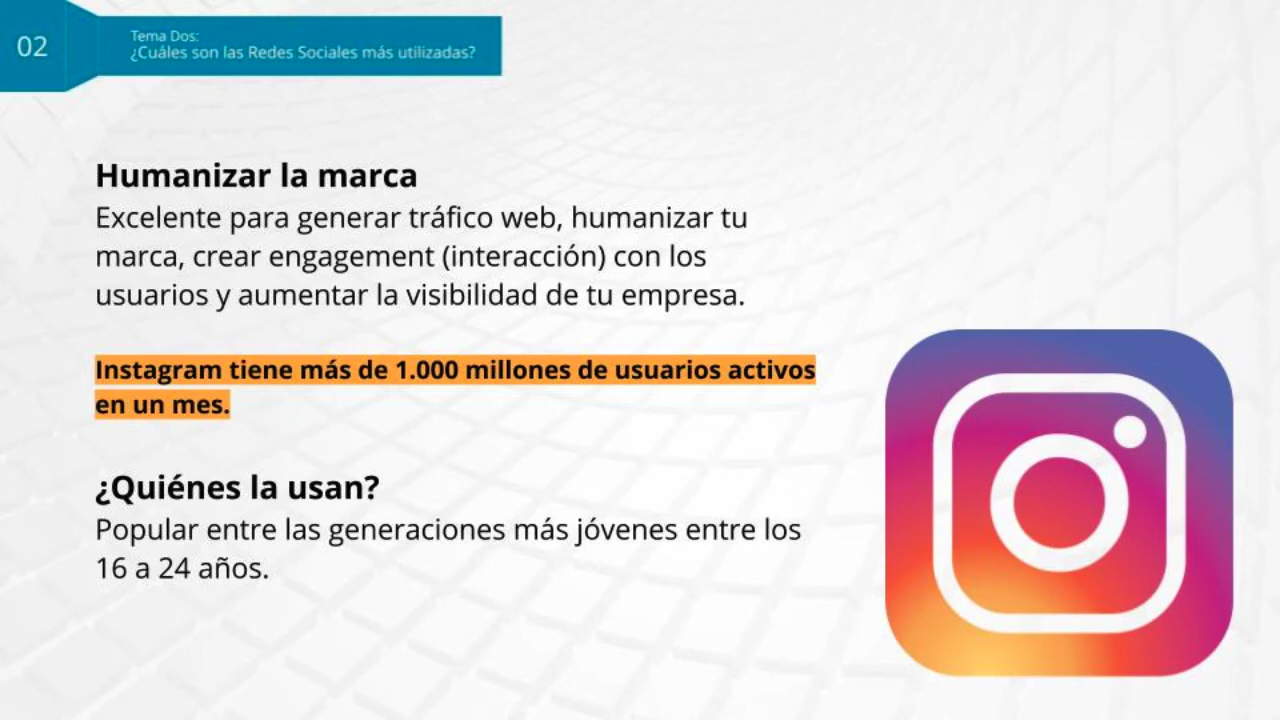 02
Tema Dos:
¿Cuáles son las Redes Sociales más utilizadas?
Humanizar la marca
Excelente para generar tráfico web, humanizar tu
marca, crear engagement (interacción) con los
usuarios y aumentar la visibilidad de tu empresa.
Instagram tiene más de 1.000 millones de usuarios activos
en un mes.
¿Quiénes la usan?
Popular entre las generaciones más jóvenes entre los
16 a 24 años.